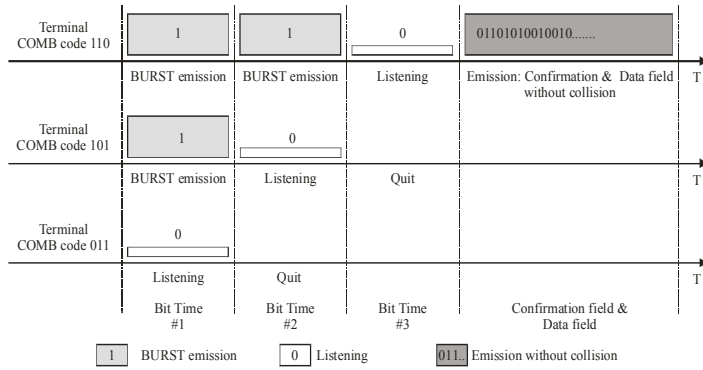 Terminal
COMB code 110
1
1
0
01101010010010.......
BURST emission
BURST emission
Listening
Emission: Confirmation & Data field
without collision
T
Terminal
COMB code 101
1
0
BURST emission
Listening
Quit
T
Terminal
COMB code 011
0
Listening
Quit
T
Bit Time
#1
Bit Time
#2
Bit Time
#3
Confirmation field &
Data field
1
BURST emission
0
Listening
011..
Emission without collision